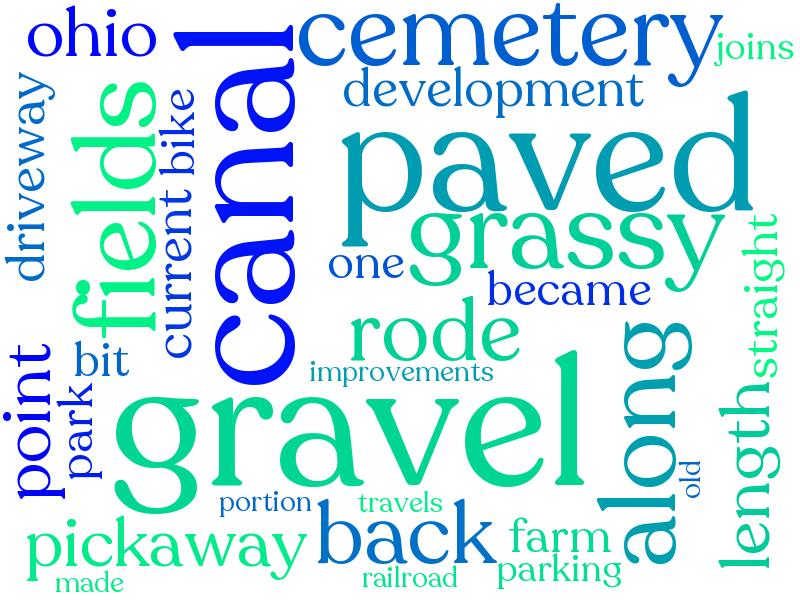 ohio
canal
cemetery
joins
development
driveway
fields
current
bike
paved
grassy
one
became
straight
rode
bit
improvements
along
point
park
gravel
length
old
portion
travels
back
pickaway
farm
parking
made
railroad